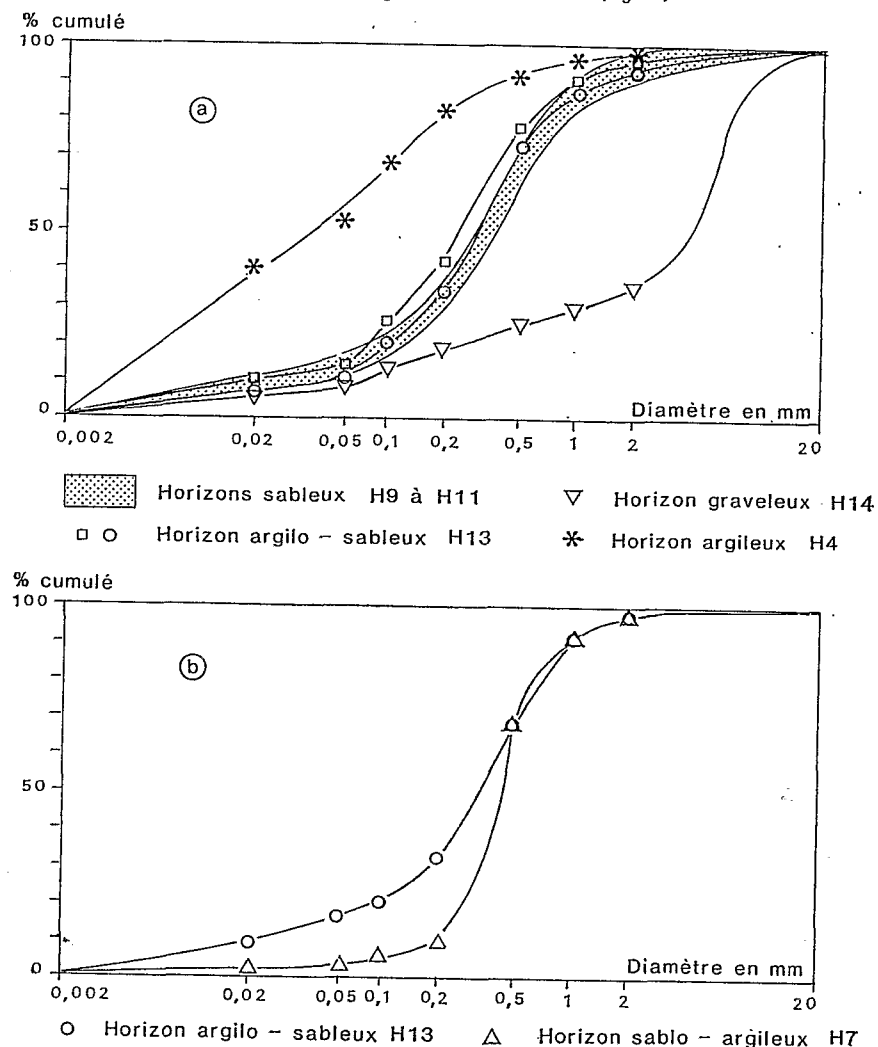 % cumulé
100
a
50
0
Diamètre en mm
0,002 0,02 0,05 0,1 0,2 0,5 1 2 20
Horizons sableux H9 à H11 ▽ Horizon graveleux H14
□ ○ Horizon argilo - sableux H13 * Horizon argileux H4
% cumulé
100
b
50
0
Diamètre en mm
0,002 0,02 0,05 0,1 0,2 0,5 1 2 20
○ Horizon argilo - sableux H13 △ Horizon sablo - argileux H7